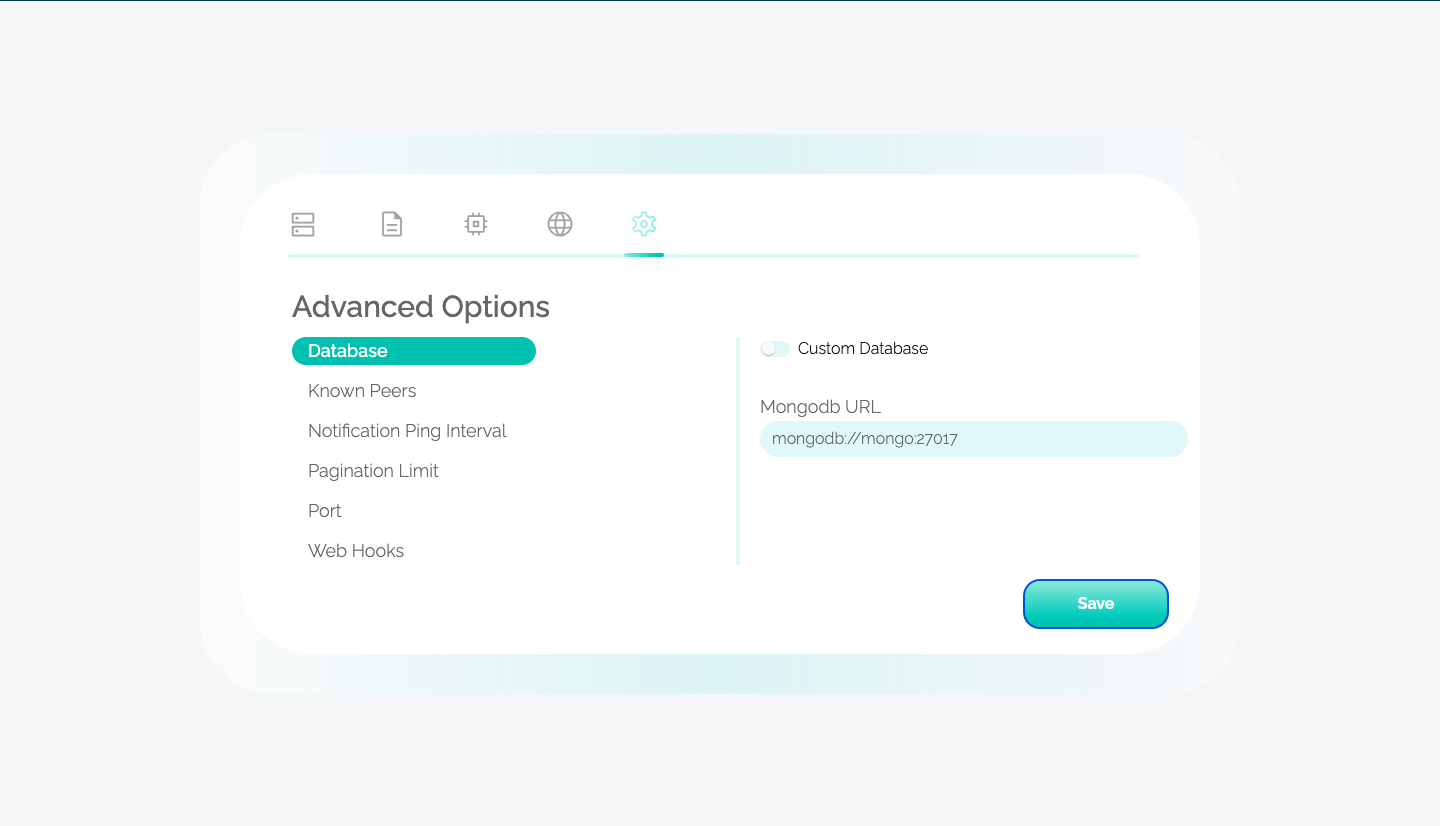 Advanced Options
Database
Known Peers
Notification Ping Interval
Pagination Limit
Port
Web Hooks
Custom Database
Mongodb URL
mongodb://mongo:27017
Save